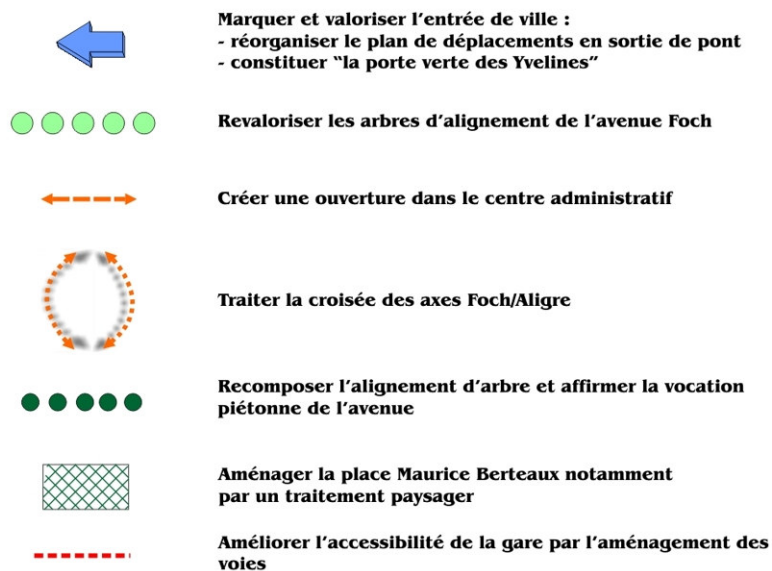 Marquer et valoriser l'entrée de ville :
- réorganiser le plan de déplacements en sortie de pont
- constituer "la porte verte des Yvelines"
Revaloriser les arbres d'alignement de l'avenue Foch
Créer une ouverture dans le centre administratif
Traiter la croisée des axes Foch/Aligre
Recomposer l'alignement d'arbre et affirmer la vocation
piétonne de l'avenue
Aménager la place Maurice Berteaux notamment
par un traitement paysager
Améliorer l'accessibilité de la gare par l'aménagement des
voies